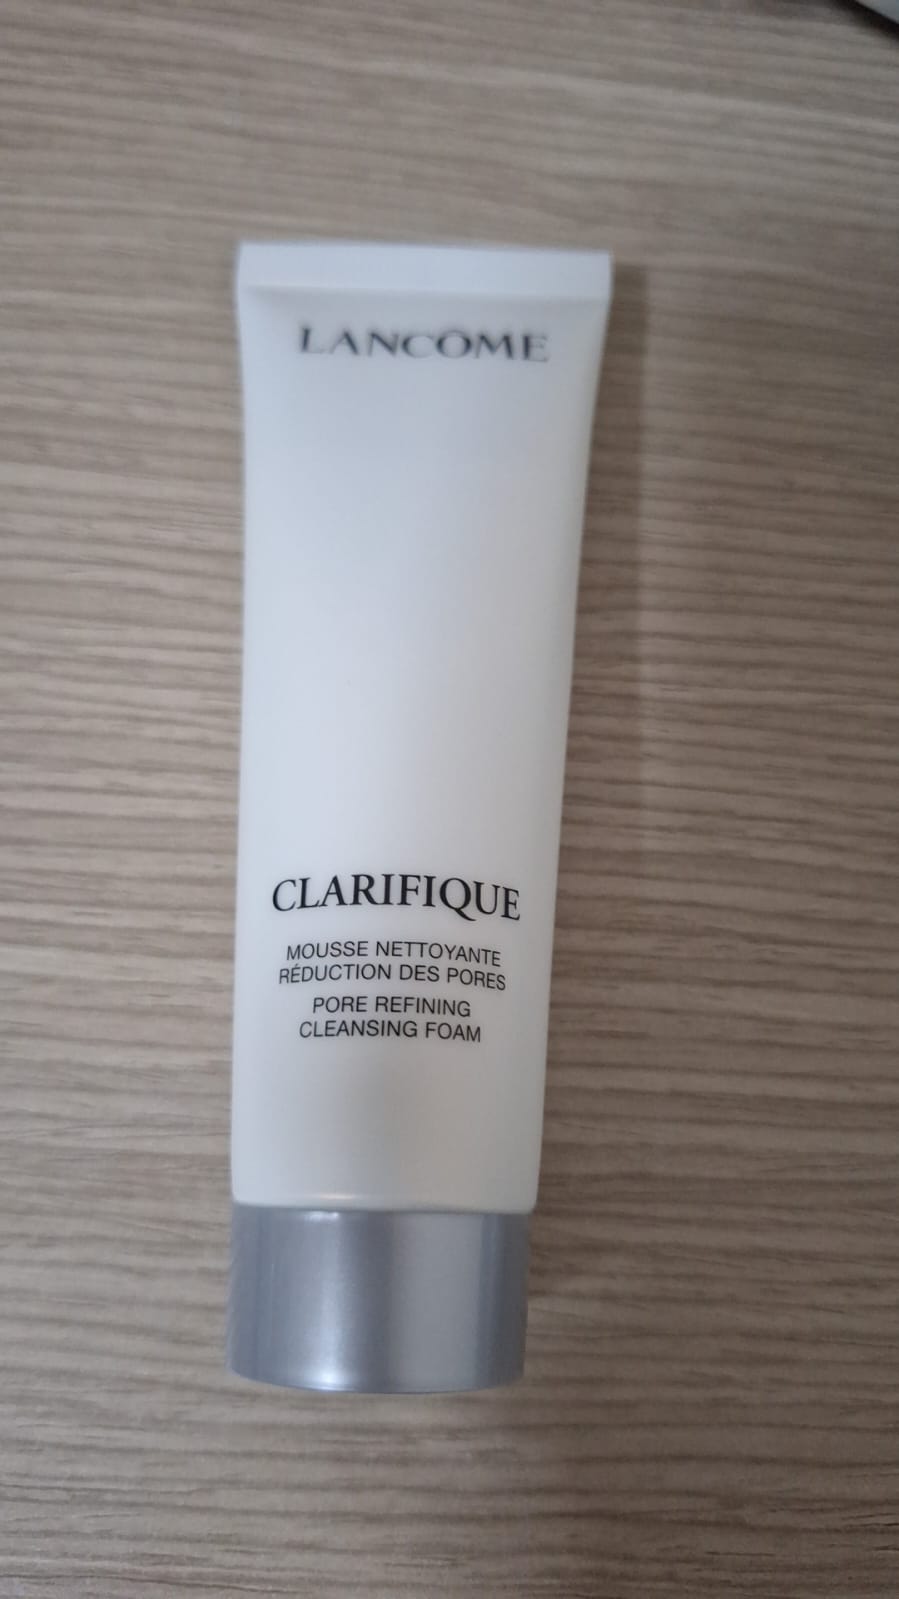 LANCÔME
CLARIFIQUE
MOUSSE NETTOYANTE
RÉDUCTION DES PORES
PORE REFINING
CLEANSING FOAM